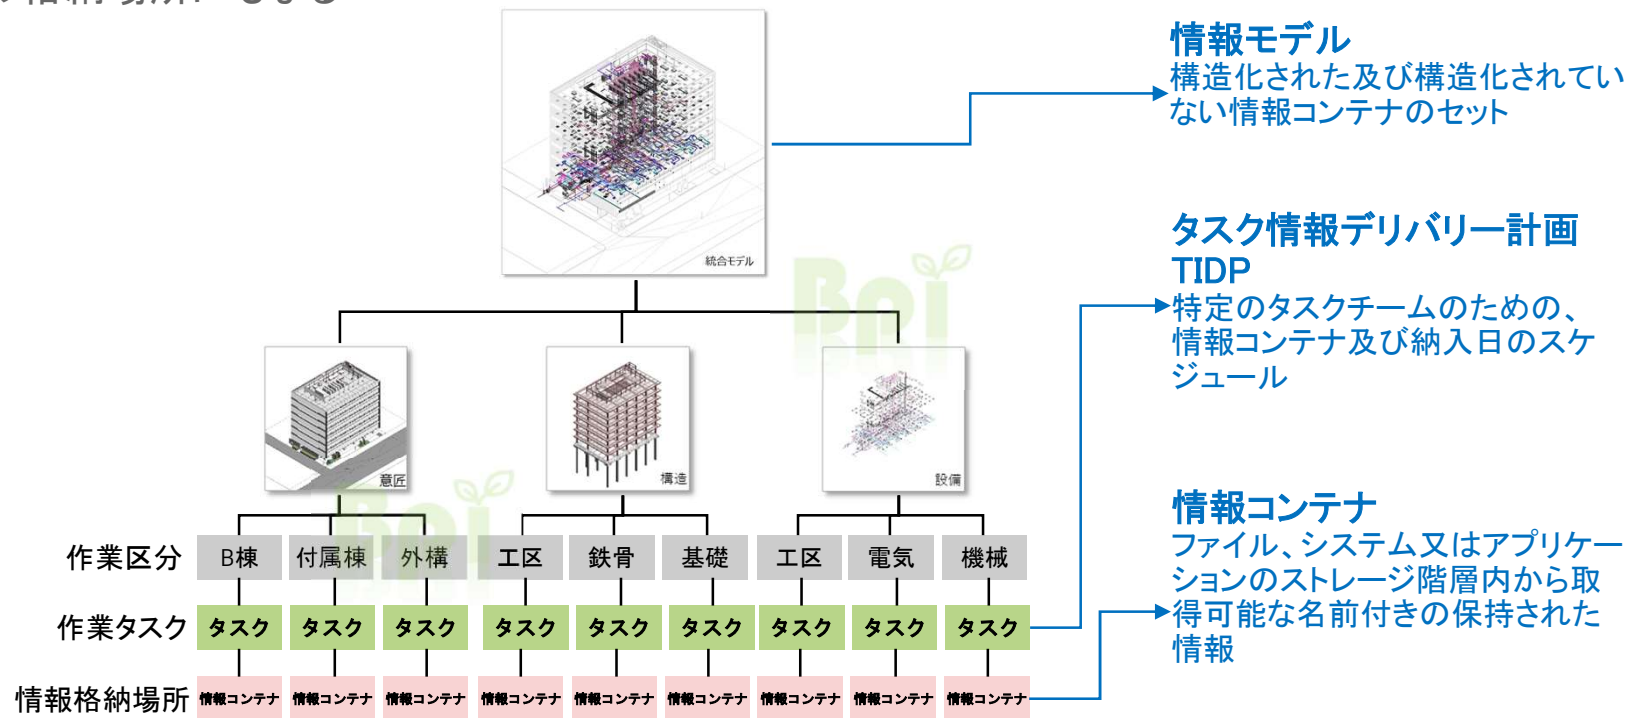 情報モデル
構造化された及び構造化されてい
ない情報コンテナのセット
統合モデル
タスク情報デリバリー計画
TIDP
特定のタスクチームのための、
情報コンテナ及び納入日のスケ
ジュール
Bpi
意匠
構造
設備
Bpi
情報コンテナ
ファイル、システム又はアプリケー
ションのストレージ階層内から取
得可能な名前付きの保持された
情報
作業区分 B棟 付属棟 外構 工区 鉄骨 基礎 工区 電気 機械
作業タスク タスク タスク タスク タスク タスク タスク タスク タスク タスク
情報格納場所 情報コンテナ 情報コンテナ 情報コンテナ 情報コンテナ 情報コンテナ 情報コンテナ 情報コンテナ 情報コンテナ 情報コンテナ